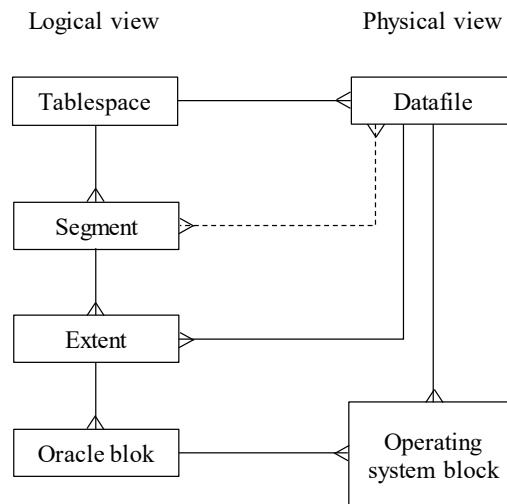 Logical view
Physical view
Tablespace
Datafile
Segment
Extent
Oracle blok
Operating
system block